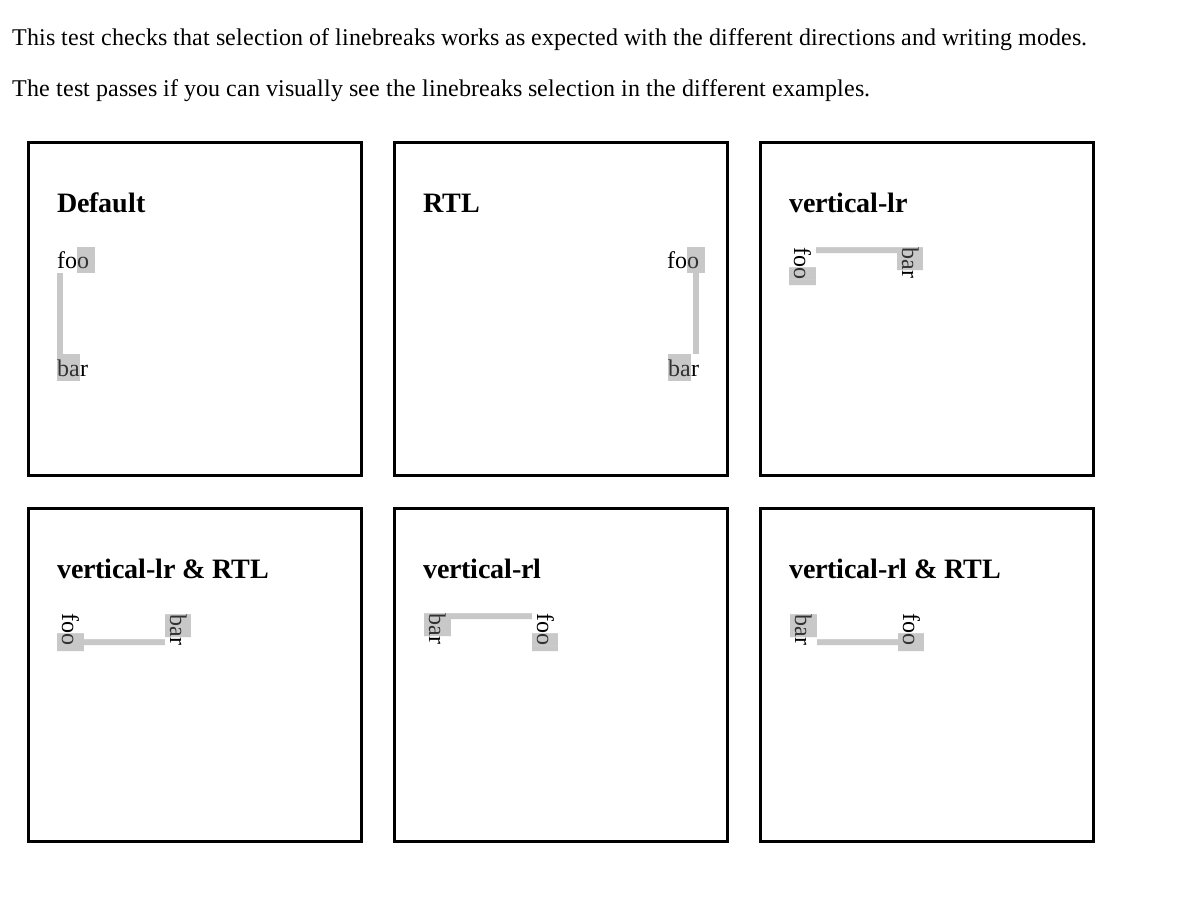 This test checks that selection of linebreaks works as expected with the different directions and writing modes.
The test passes if you can visually see the linebreaks selection in the different examples.
Default
foo
bar
RTL
foo
bar
vertical-lr
foo
bar
vertical-lr & RTL
foo
bar
vertical-rl
foo
bar
vertical-rl & RTL
foo
bar